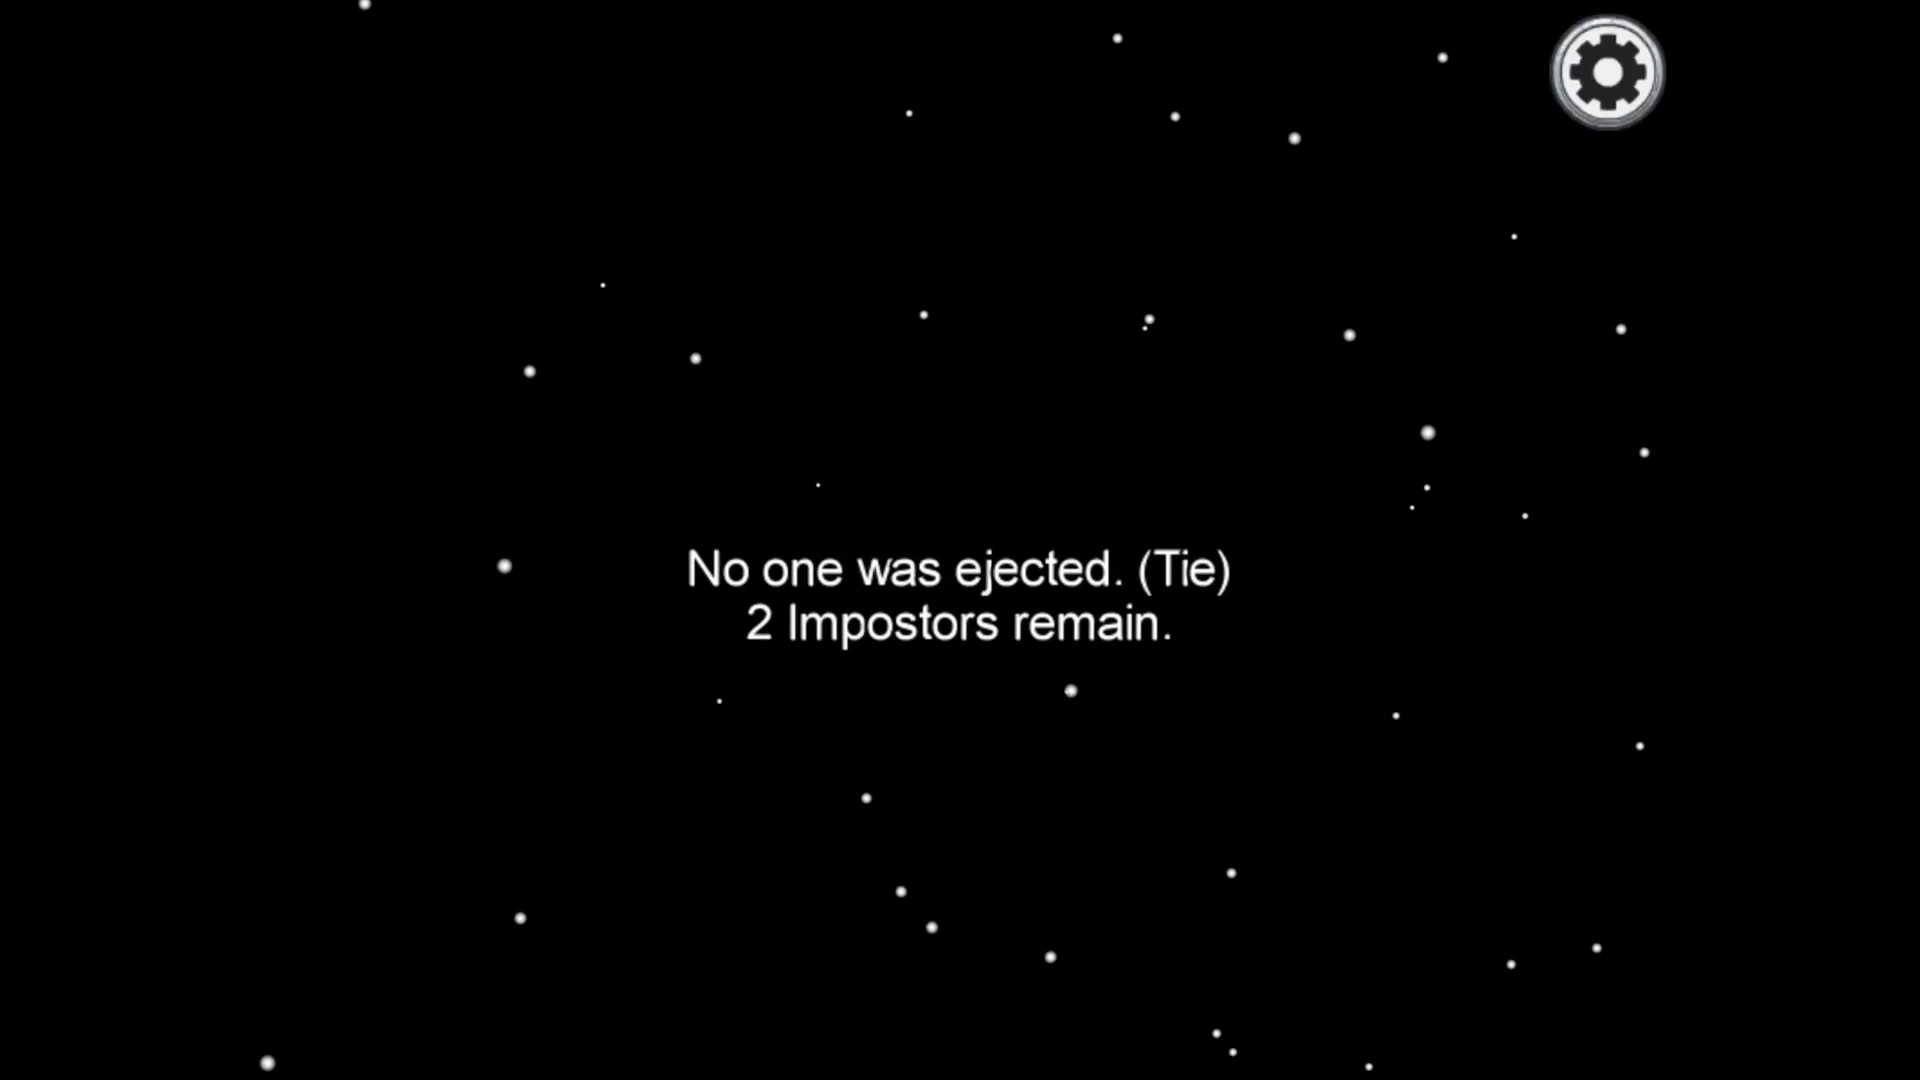 No one was ejected. (Tie)
2 Impostors remain.